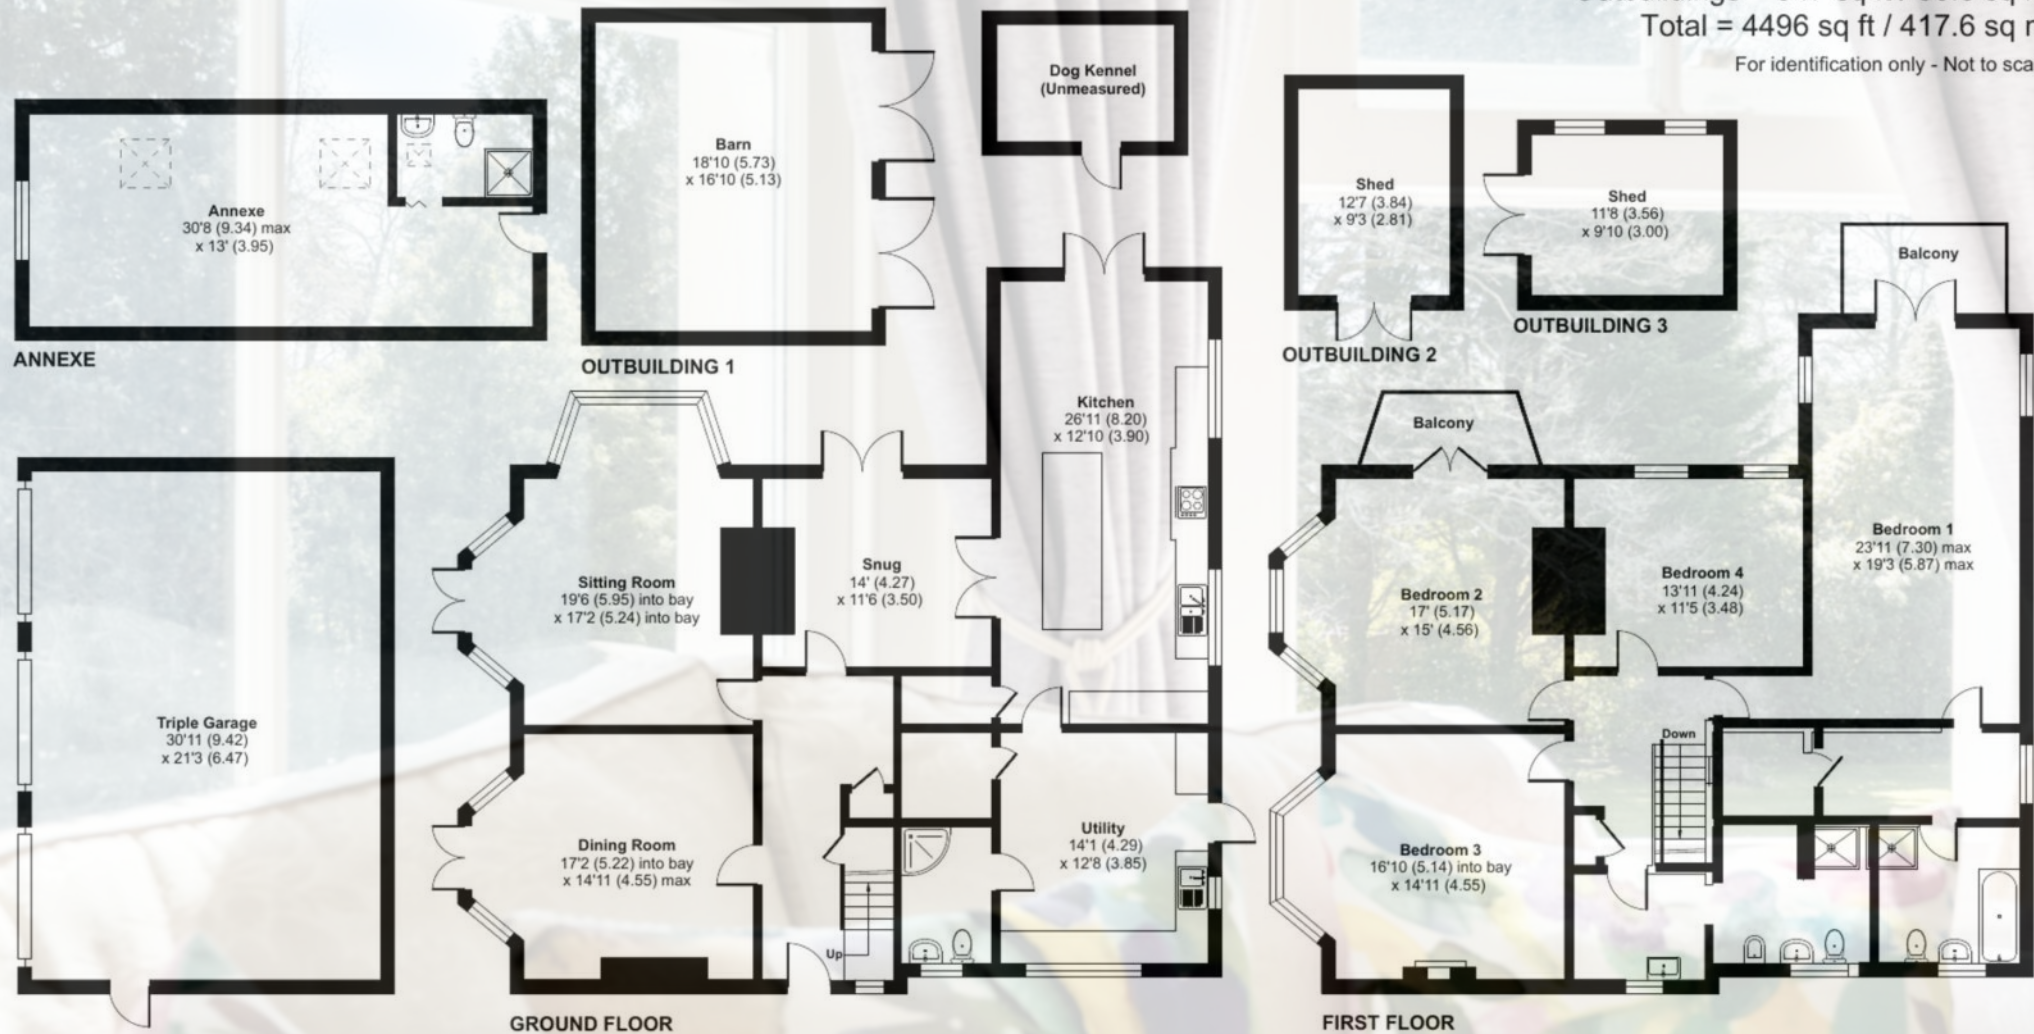 Total = 4496 sq ft / 417.6 sq
For identification only - Not to
Dog Kennel
(Unmeasured)
Barn
18'10 (5.73)
x 16'10 (5.13)
Annexe
30'8 (9.34) max
x 13' (3.95)
ANNEXE
OUTBUILDING 1
Shed
12'7 (3.84)
x 9'3 (2.81)
OUTBUILDING 2
Shed
11'8 (3.56)
x 9'10 (3.00)
OUTBUILDING 3
Balcony
Triple Garage
30'11 (9.42)
x 21'3 (6.47)
Sitting Room
19'6 (5.95) into bay
x 17'2 (5.24) into bay
Snug
14' (4.27)
x 11'6 (3.50)
Kitchen
26'11 (8.20)
x 12'10 (3.90)
Dining Room
17'2 (5.22) into bay
x 14'11 (4.55) max
Utility
14'1 (4.29)
x 12'8 (3.85)
Up
GROUND FLOOR
Balcony
Bedroom 2
17' (5.17)
x 15' (4.56)
Bedroom 4
13'11 (4.24)
x 11'5 (3.48)
Bedroom 1
23'11 (7.30) max
x 19'3 (5.87) max
Down
Bedroom 3
16'10 (5.14) into bay
x 14'11 (4.55)
FIRST FLOOR